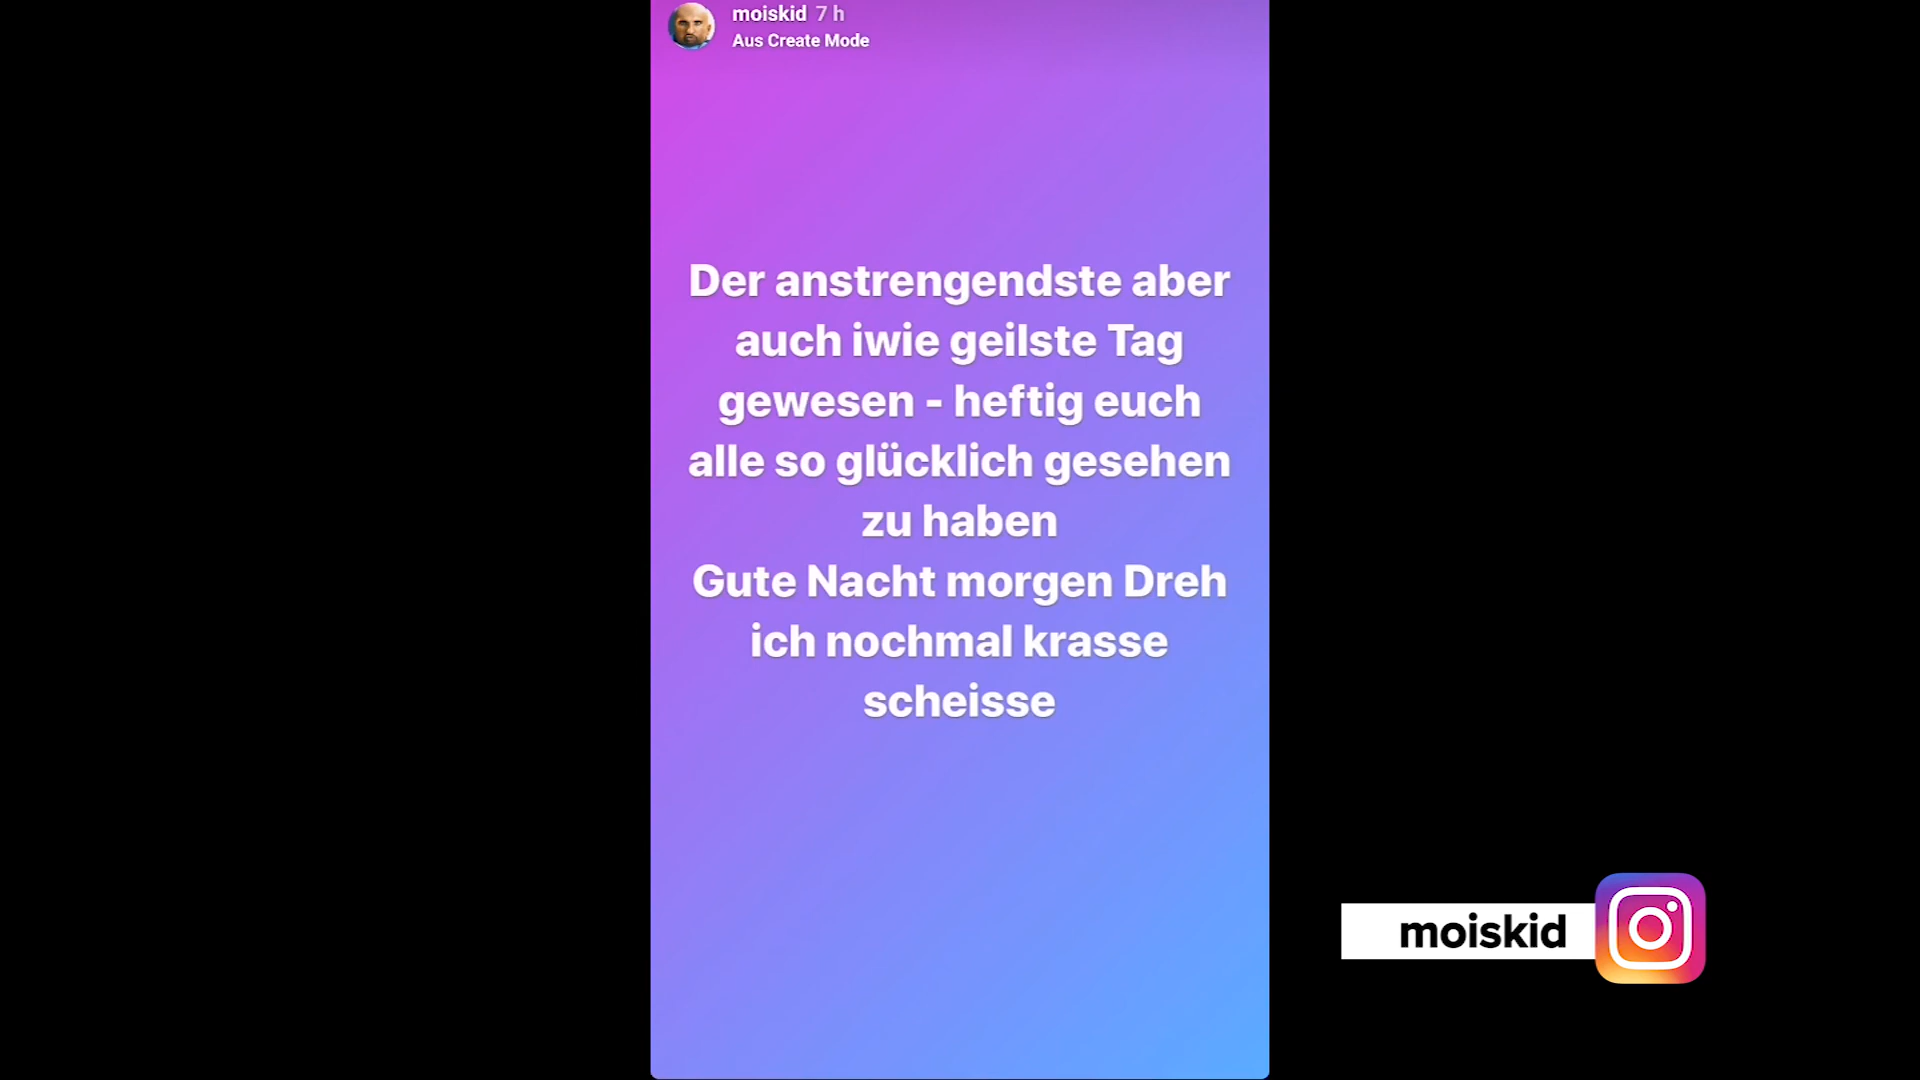 moiskid 7 h
Aus Create Mode
Der anstrengendste aber
auch iwie geilste Tag
gewesen - heftig euch
alle so glücklich gesehen
zu haben
Gute Nacht morgen Dreh
ich nochmal krasse
scheisse
moiskid